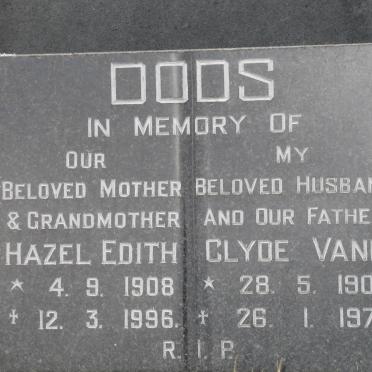 DODS
IN MEMORY OF
OUR MY
BELOVED MOTHER BELOVED HUSBAN
& GRANDMOTHER AND OUR FATHE
HAZEL EDITH CLYDE VAN
* 4. 9. 1908 * 28. 5. 190
† 12. 3. 1996. † 26. 1. 197
R.I.P.